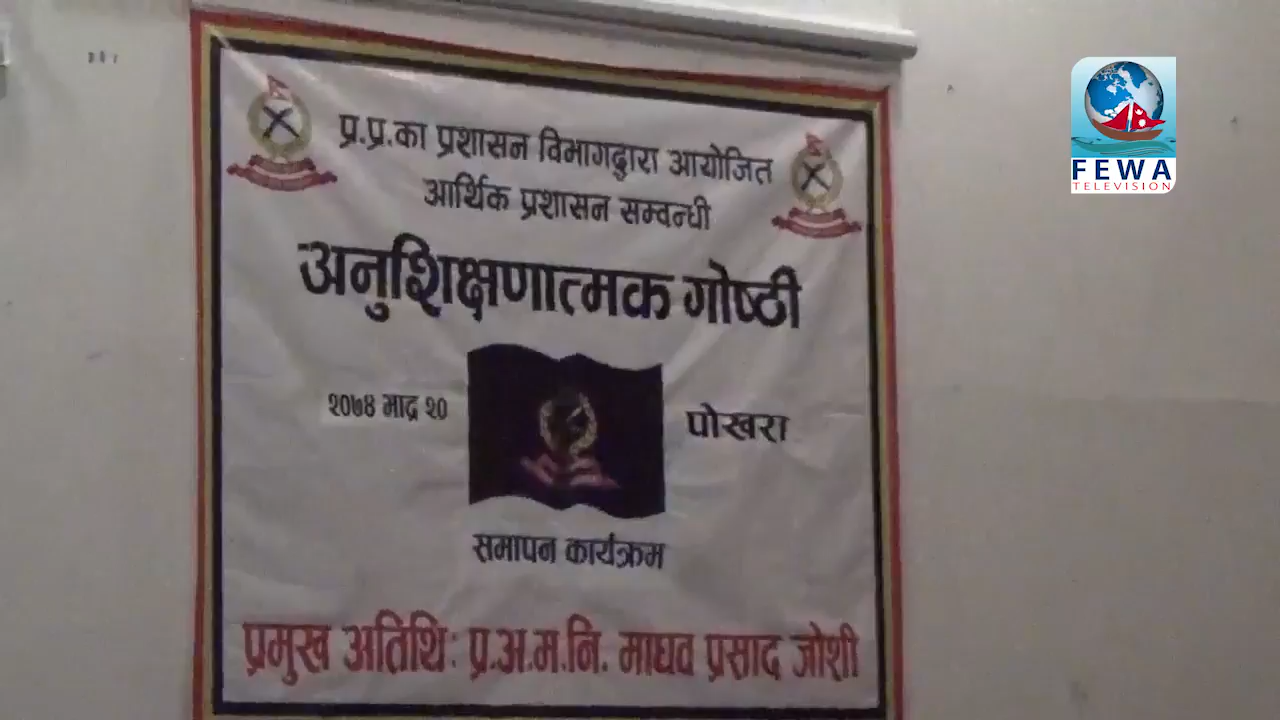 प्र.प्र.का प्रशासन विभागद्वारा आयोजित
आर्थिक प्रशासन सम्वन्धी
अनुशिक्षणात्मक गोष्ठी
२०७४ भाद्र २०
पोखरा
समापन कार्यक्रम
प्रमुख अतिथि: प्र.अ.म.नि. माधव प्रसाद जोशी
FEWA
TELEVISION